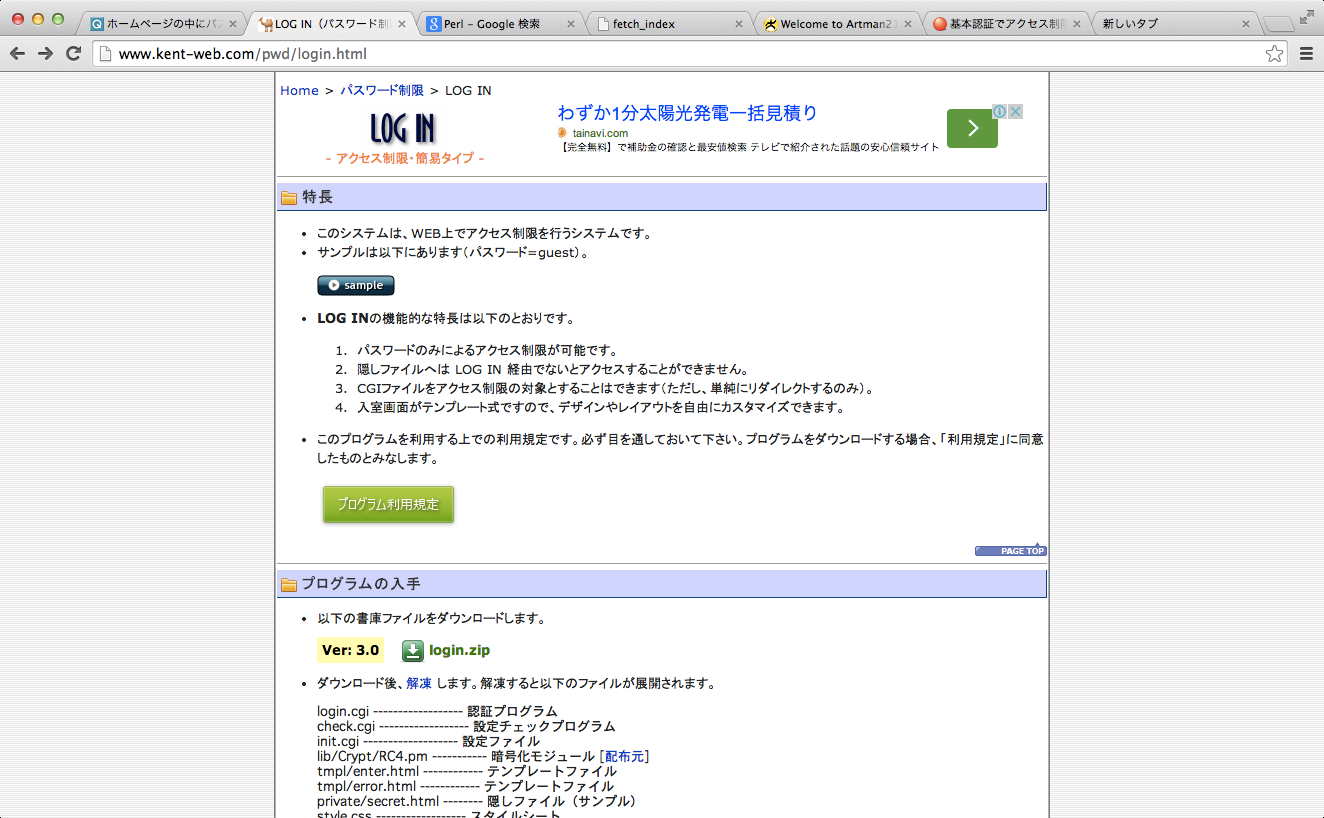 ホームページの中にパス
LOG IN（パスワード制限
Perl - Google 検索
fetch_index
Welcome to Artman21
基本認証でアクセス制限
新しいタブ
www.kent-web.com/pwd/login.html
Home > パスワード制限 > LOG IN
LOG IN
- アクセス制限・簡易タイプ -
わずか1分太陽光発電一括見積り
tainavi.com
【完全無料】で補助金の確認と最安値検索 テレビで紹介された話題の安心信頼サイト
特長
このシステムは、WEB上でアクセス制限を行うシステムです。
サンプルは以下にあります（パスワード=guest）。
sample
LOG INの機能的な特長は以下のとおりです。
1. パスワードのみによるアクセス制限が可能です。
2. 隠しファイルへは LOG IN 経由でないとアクセスすることができません。
3. CGIファイルをアクセス制限の対象とすることはできます（ただし、単純にリダイレクトするのみ）。
4. 入室画面がテンプレート式ですので、デザインやレイアウトを自由にカスタマイズできます。
このプログラムを利用する上での利用規定です。必ず目を通しておいて下さい。プログラムをダウンロードする場合、「利用規定」に同意
したものとみなします。
プログラム利用規定
PAGE TOP
プログラムの入手
以下の書庫ファイルをダウンロードします。
Ver: 3.0 login.zip
ダウンロード後、解凍 します。解凍すると以下のファイルが展開されます。
login.cgi ------------------ 認証プログラム
check.cgi ------------------ 設定チェックプログラム
init.cgi ------------------- 設定ファイル
lib/Crypt/RC4.pm ----------- 暗号化モジュール [配布元]
tmpl/enter.html ------------ テンプレートファイル
tmpl/error.html ------------ テンプレートファイル
private/secret.html -------- 隠しファイル（サンプル）
style.css ------------------ スタイルシート